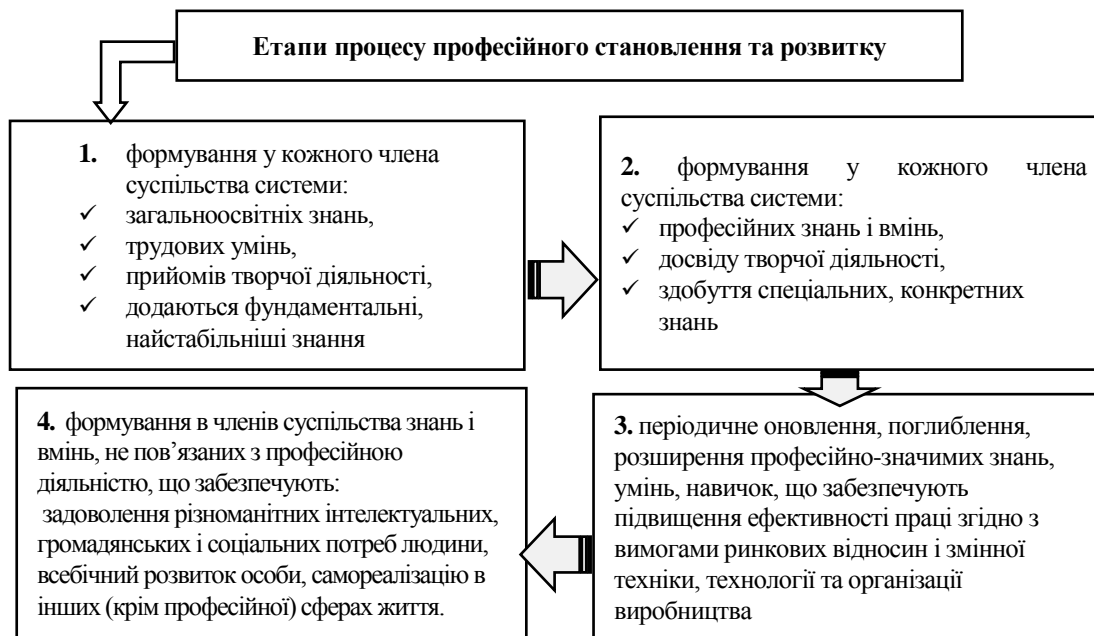 Етапи процесу професійного становлення та розвитку
1. формування у кожного члена
суспільства системи:
✓ загальноосвітніх знань,
✓ трудових умінь,
✓ прийомів творчої діяльності,
✓ додаються фундаментальні,
найстабільніші знання
2. формування у кожного члена
суспільства системи:
✓ професійних знань і вмінь,
✓ досвіду творчої діяльності,
✓ здобуття спеціальних, конкретних
знань
3. періодичне оновлення, поглиблення,
розширення професійно-значимих знань,
умінь, навичок, що забезпечують
підвищення ефективності праці згідно з
вимогами ринкових відносин і змінної
техніки, технології та організації
виробництва
4. формування в членів суспільства знань і
вмінь, не пов’язаних з професійною
діяльністю, що забезпечують:
задоволення різноманітних інтелектуальних,
громадянських і соціальних потреб людини,
всебічний розвиток особи, самореалізацію в
інших (крім професійної) сферах життя.